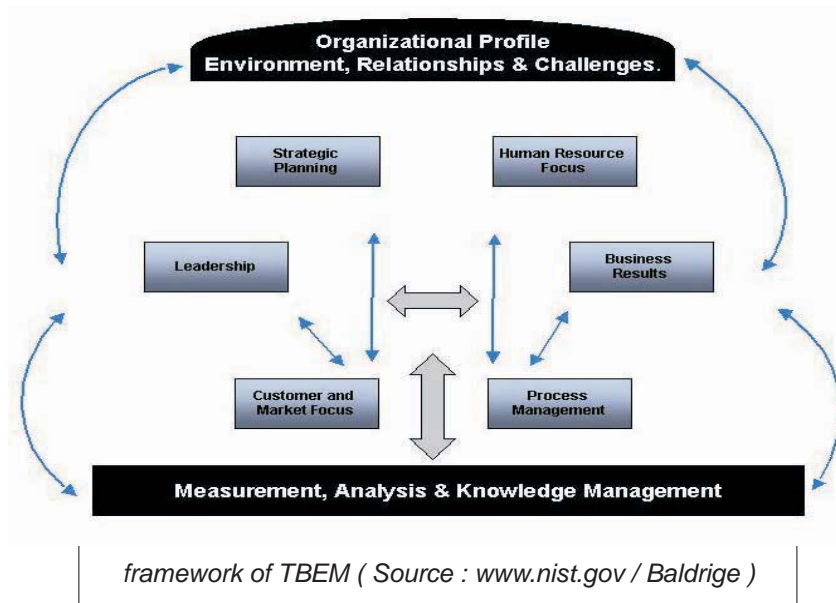 Organizational Profile
Environment, Relationships & Challenges.
Strategic
Planning
Human Resource
Focus
Leadership
Business
Results
Customer and
Market Focus
Process
Management
Measurement, Analysis & Knowledge Management
framework of TBEM ( Source : www.nist.gov / Baldrige )